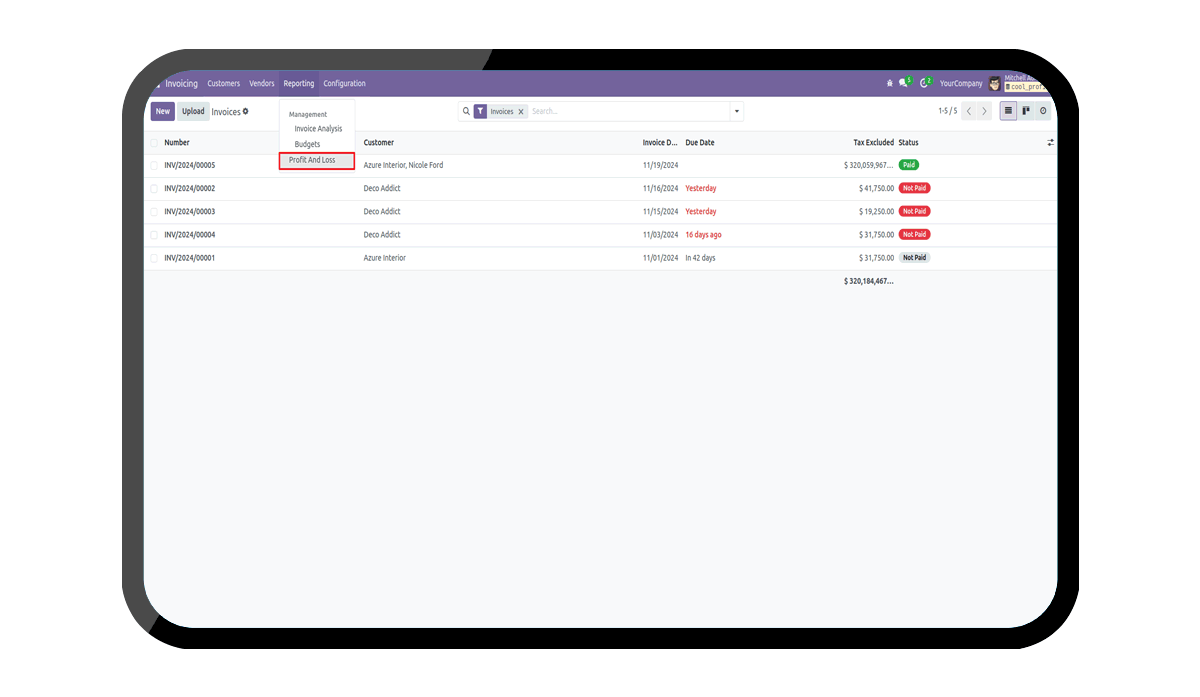 Invoicing Customers Vendors Reporting Configuration 5 2 YourCompany Mitchell
New Upload Invoices Invoices Search... 1-5 / 5
Management
Invoice Analysis
Budgets
Profit And Loss
Number Customer Invoice D... Due Date Tax Excluded Status
INV/2024/00005 Azure Interior, Nicole Ford 11/19/2024 $ 320,059,967... Paid
INV/2024/00002 Deco Addict 11/16/2024 Yesterday $ 41,750.00 Not Paid
INV/2024/00003 Deco Addict 11/15/2024 Yesterday $ 19,250.00 Not Paid
INV/2024/00004 Deco Addict 11/03/2024 16 days ago $ 31,750.00 Not Paid
INV/2024/00001 Azure Interior 11/01/2024 In 42 days $ 31,750.00 Not Paid
$ 320,184,467...